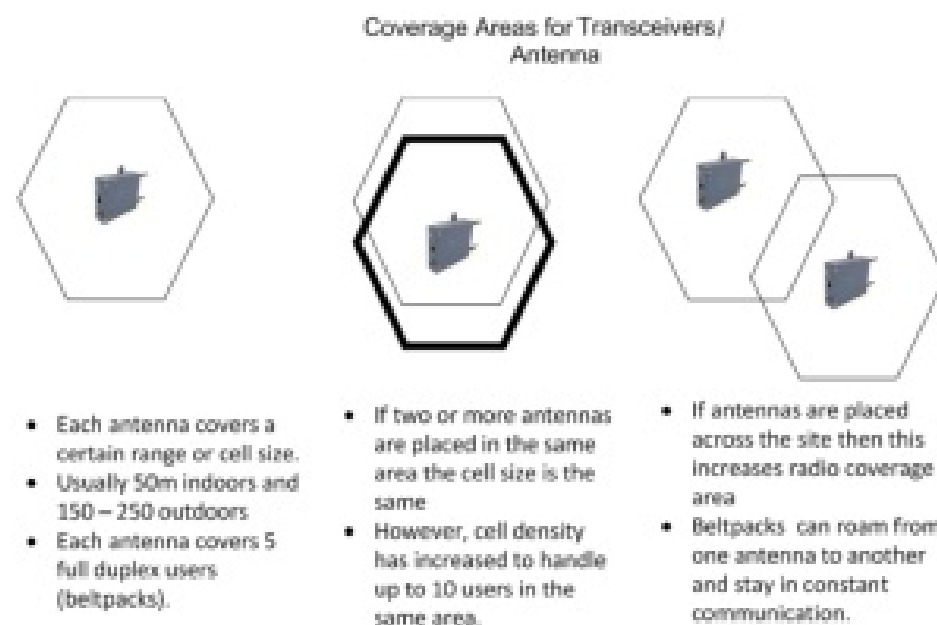 Coverage Areas for Transceivers/
Antenna
• Each antenna covers a
certain range or cell size.
• Usually 50m indoors and
150 – 250 outdoors
• Each antenna covers 5
full duplex users
(beltpacks).
• If two or more antennas
are placed in the same
area the cell size is the
same
• However, cell density
has increased to handle
up to 10 users in the
same area.
• If antennas are placed
across the site then this
increases radio coverage
area
• Beltpacks can roam from
one antenna to another
and stay in constant
communication.